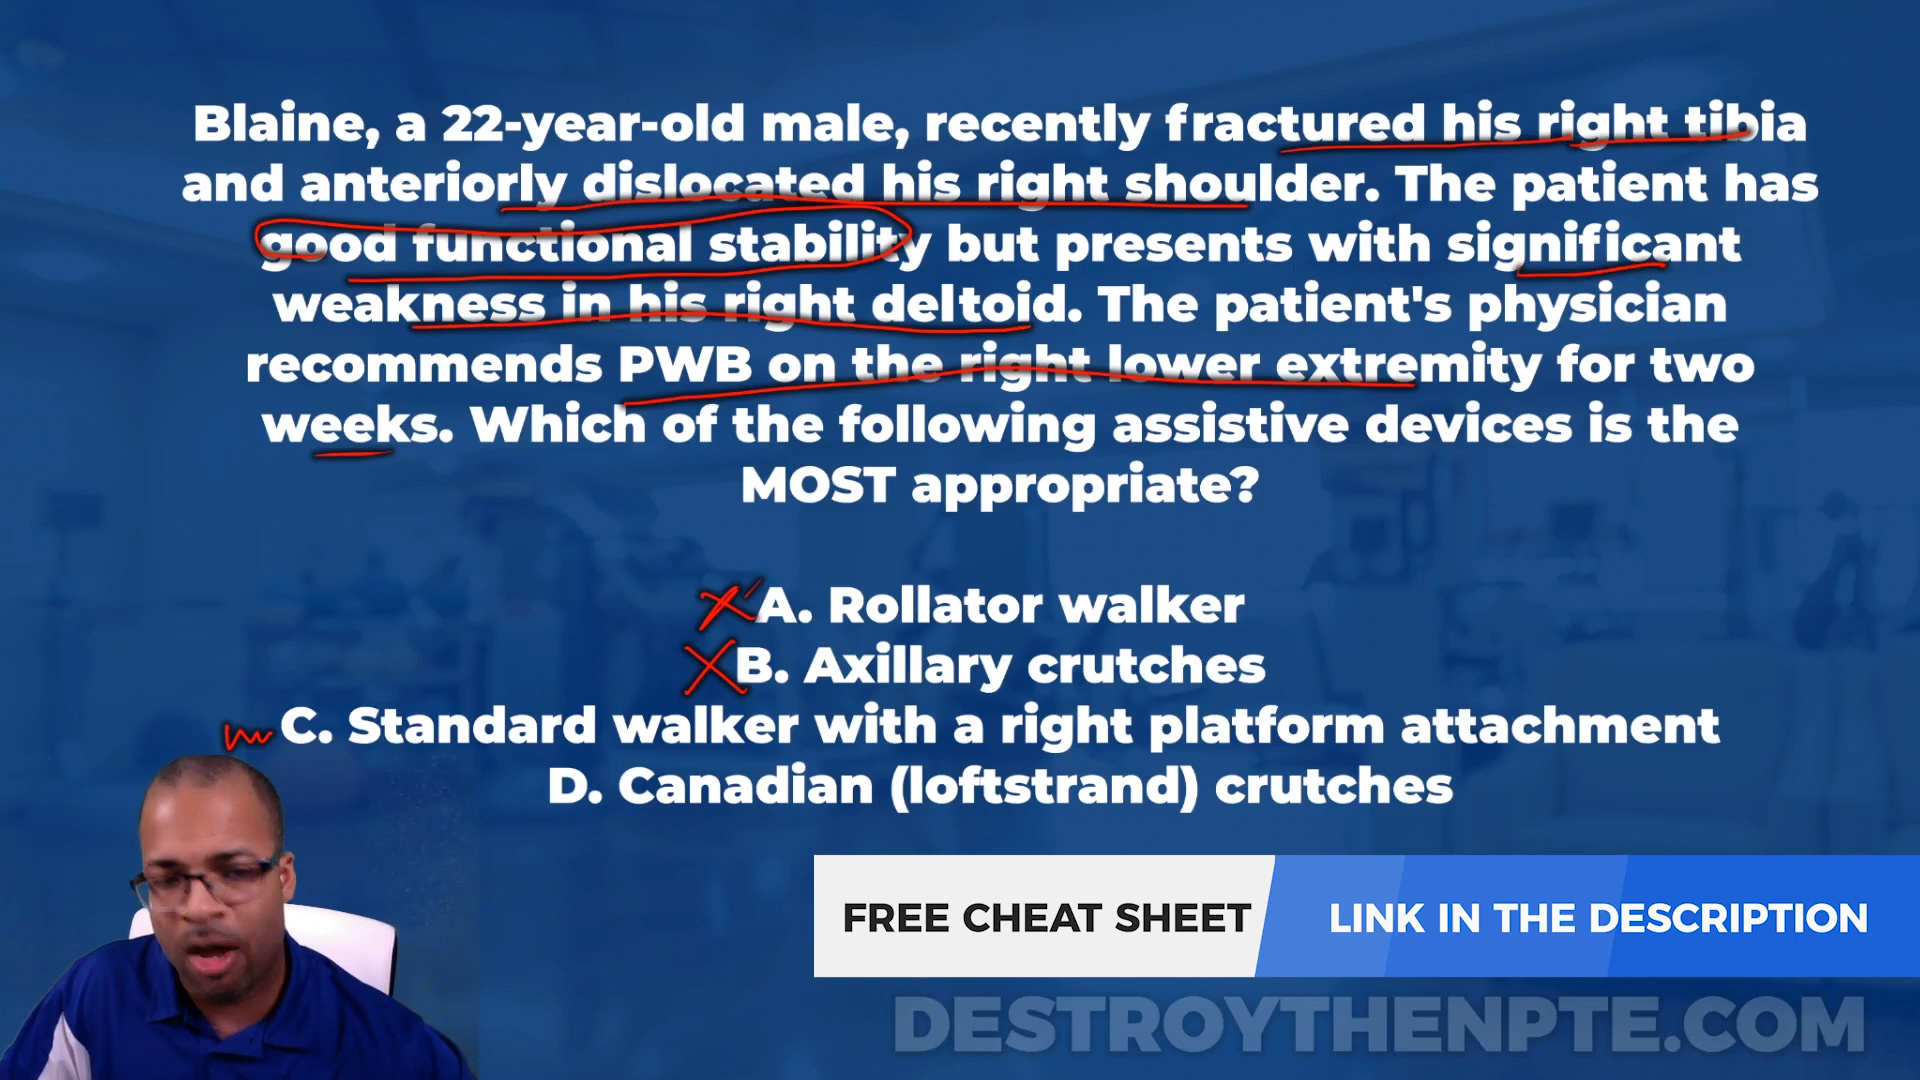 Blaine, a 22-year-old male, recently fractured his right tibia
and anteriorly dislocated his right shoulder. The patient has
good functional stability but presents with significant
weakness in his right deltoid. The patient's physician
recommends PWB on the right lower extremity for two
weeks. Which of the following assistive devices is the
MOST appropriate?
A. Rollator walker
B. Axillary crutches
C. Standard walker with a right platform attachment
D. Canadian (loftstrand) crutches
FREE CHEAT SHEET LINK IN THE DESCRIPTION
DESTROYTHENPTE.COM